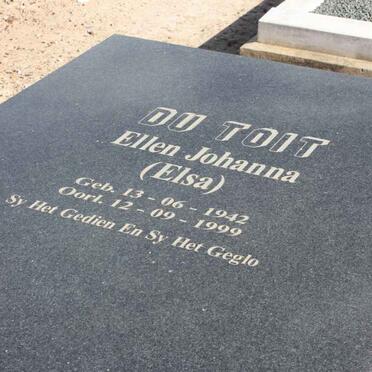 DU TOIT
Ellen Johanna
(Elsa)
Geb. 13 - 06 - 1942
Oorl. 12 - 09 - 1999
Sy Het Gedien En Sy Het Geglo